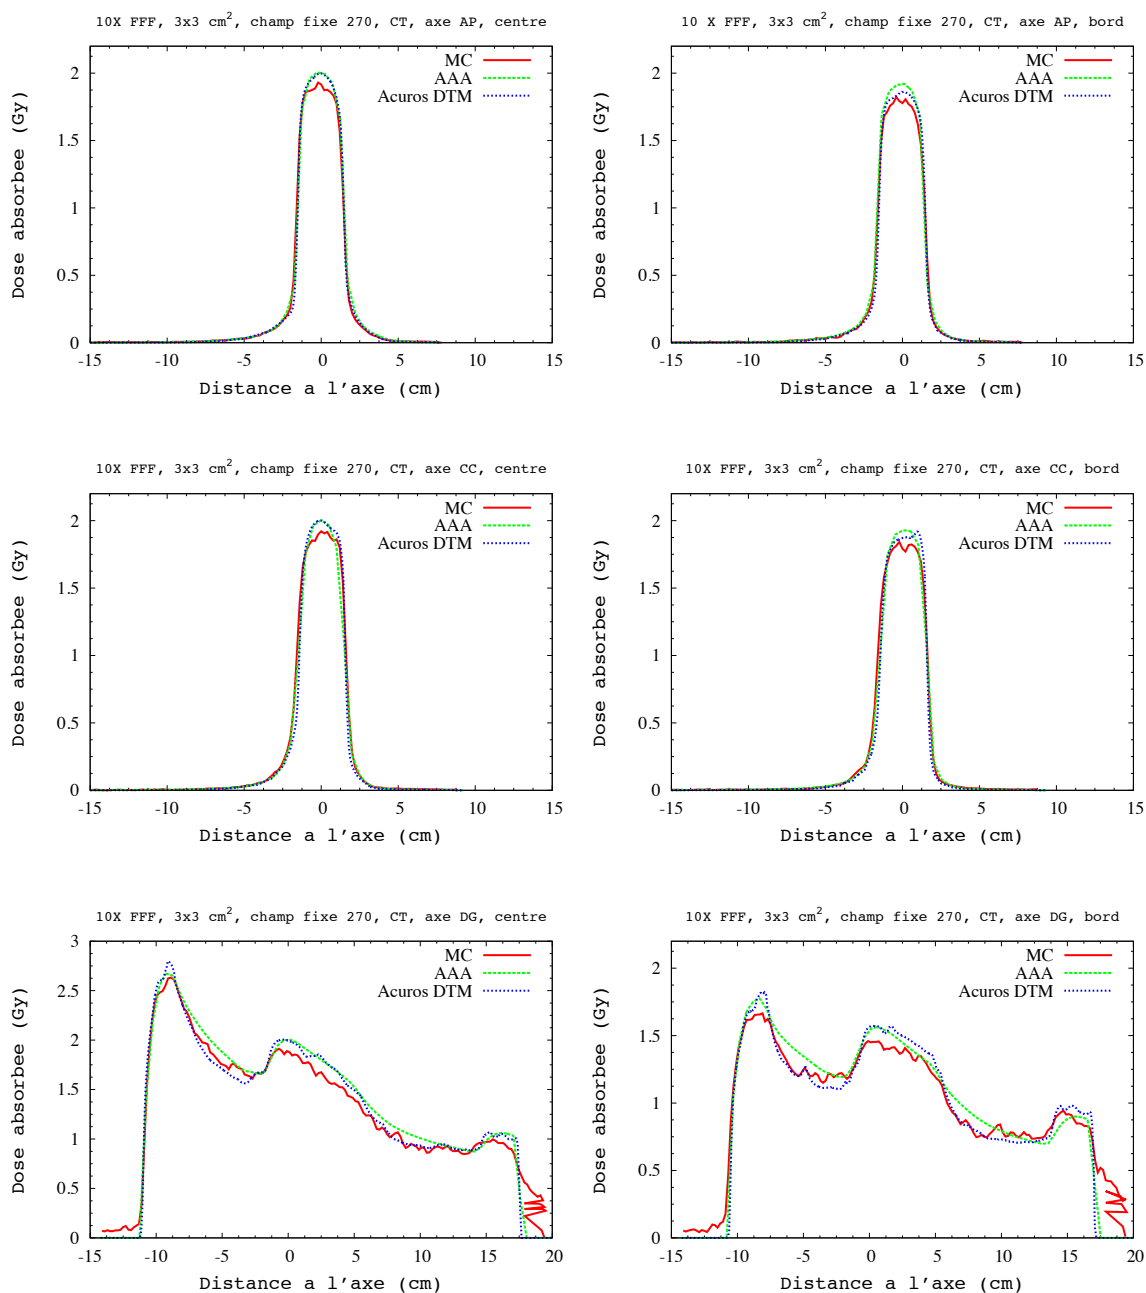 10X FFF, 3x3 cm², champ fixe 270, CT, axe AP, centre
MC
AAA
Acuros DTM
Dose absorbee (Gy)
2
1.5
1
0.5
0
-15 -10 -5 0 5 10 15
Distance a l'axe (cm)
10 X FFF, 3x3 cm², champ fixe 270, CT, axe AP, bord
MC
AAA
Acuros DTM
Dose absorbee (Gy)
2
1.5
1
0.5
0
-15 -10 -5 0 5 10 15
Distance a l'axe (cm)
10X FFF, 3x3 cm², champ fixe 270, CT, axe CC, centre
MC
AAA
Acuros DTM
Dose absorbee (Gy)
2
1.5
1
0.5
0
-15 -10 -5 0 5 10 15
Distance a l'axe (cm)
10X FFF, 3x3 cm², champ fixe 270, CT, axe CC, bord
MC
AAA
Acuros DTM
Dose absorbee (Gy)
2
1.5
1
0.5
0
-15 -10 -5 0 5 10 15
Distance a l'axe (cm)
10X FFF, 3x3 cm², champ fixe 270, CT, axe DG, centre
MC
AAA
Acuros DTM
Dose absorbee (Gy)
3
2.5
2
1.5
1
0.5
0
-15 -10 -5 0 5 10 15 20
Distance a l'axe (cm)
10X FFF, 3x3 cm², champ fixe 270, CT, axe DG, bord
MC
AAA
Acuros DTM
Dose absorbee (Gy)
2
1.5
1
0.5
0
-15 -10 -5 0 5 10 15 20
Distance a l'axe (cm)